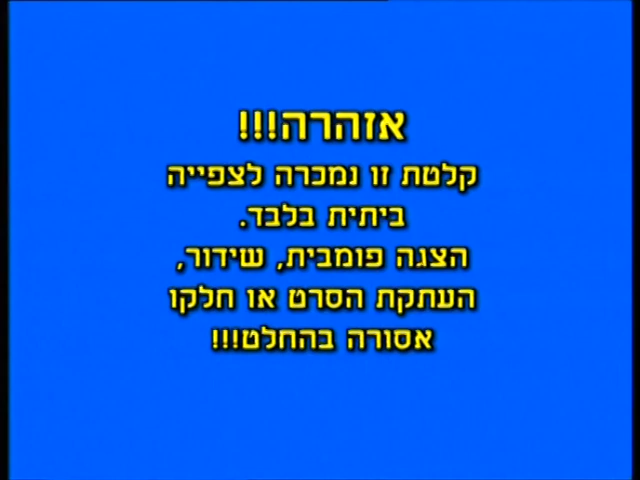 אזהרה!!!
קלטת זו נמכרה לצפייה
ביתית בלבד.
הצגה פומבית, שידור,
העתקת הסרט או חלקו
אסורה בהחלט!!!